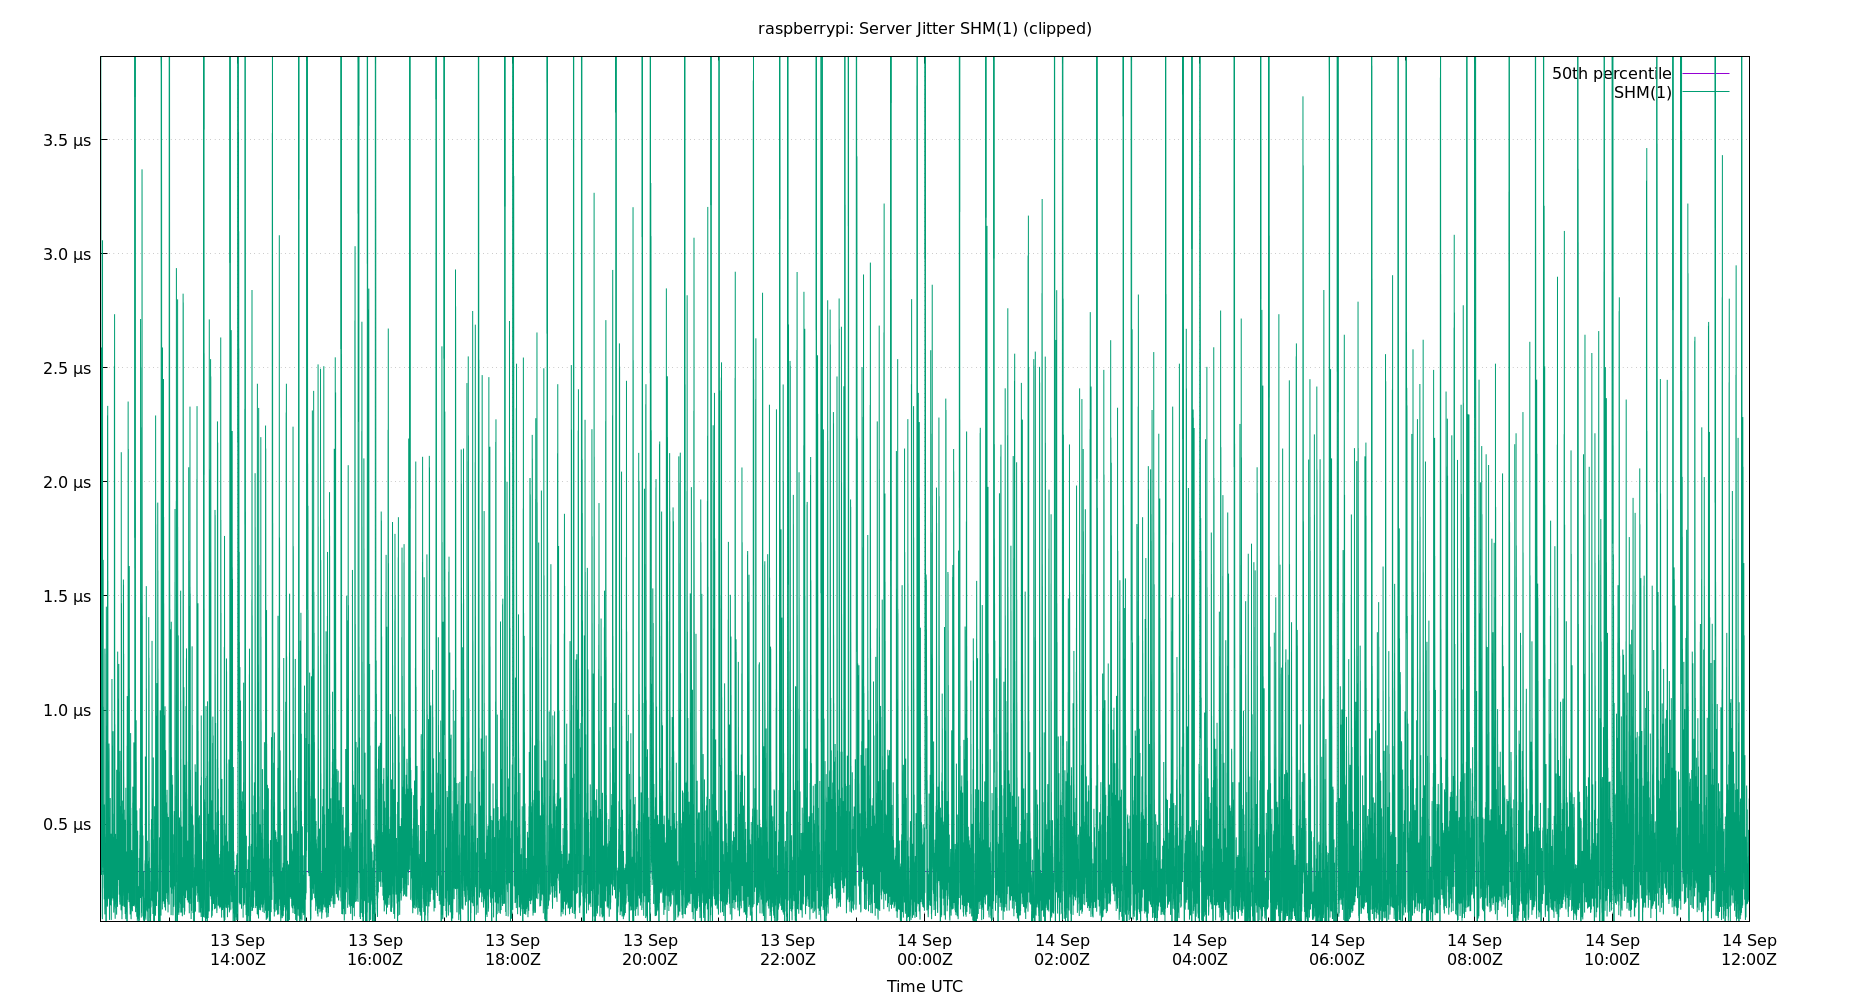 raspberrypi: Server Jitter SHM(1) (clipped)
50th percentile
SHM(1)
3.5 µs
3.0 µs
2.5 µs
2.0 µs
1.5 µs
1.0 µs
0.5 µs
13 Sep 13 Sep 13 Sep 13 Sep 13 Sep 14 Sep 14 Sep 14 Sep 14 Sep 14 Sep 14 Sep 14 Sep
14:00Z 16:00Z 18:00Z 20:00Z 22:00Z 00:00Z 02:00Z 04:00Z 06:00Z 08:00Z 10:00Z 12:00Z
Time UTC